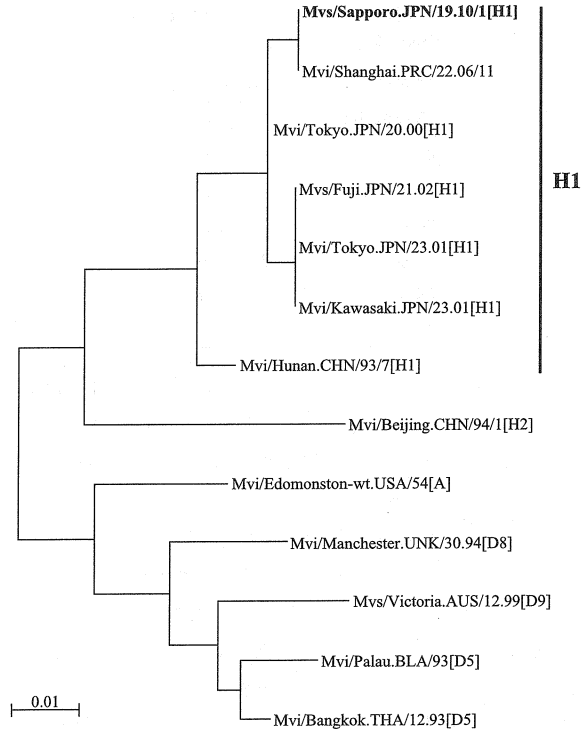 Mvs/Sapporo.JPN/19.10/1[H1]
Mvi/Shanghai.PRC/22.06/11
Mvi/Tokyo.JPN/20.00[H1]
Mvs/Fuji.JPN/21.02[H1]
H1
Mvi/Tokyo.JPN/23.01[H1]
Mvi/Kawasaki.JPN/23.01[H1]
Mvi/Hunan.CHN/93/7[H1]
Mvi/Beijing.CHN/94/1[H2]
Mvi/Edomonston-wt.USA/54[A]
Mvi/Manchester.UNK/30.94[D8]
Mvs/Victoria.AUS/12.99[D9]
Mvi/Palau.BLA/93[D5]
0.01
Mvi/Bangkok.THA/12.93[D5]